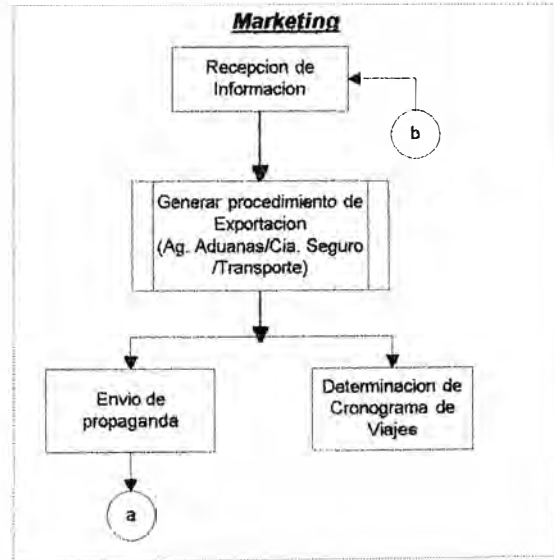 Marketing
Recepcion de
Informacion
b
Generar procedimiento de
Exportacion
(Ag. Aduanas/Cia. Seguro
/Transporte)
Envio de
propaganda
Determinacion de
Cronograma de
Viajes
a